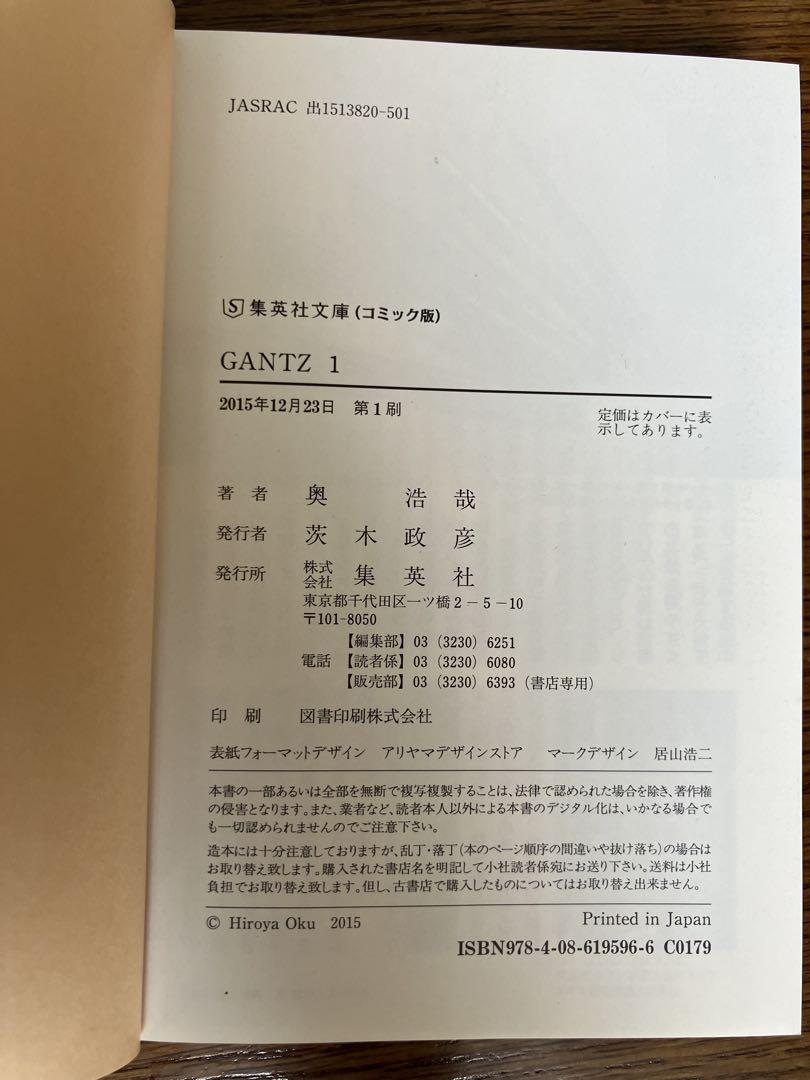 JASRAC 出1513820-501
S 集英社文庫(コミック版)
GANTZ 1
2015年12月23日 第1刷
定価はカバーに表
示してあります。
著 者 奥 浩 哉
発行者 茨 木 政 彦
発行所 株式会社 集 英 社
東京都千代田区一ツ橋2-5-10
〒101-8050
【編集部】03(3230)6251
電話 【読者係】03(3230)6080
【販売部】03(3230)6393(書店専用)
印 刷 図書印刷株式会社
表紙フォーマットデザイン アリヤマデザインストア マークデザイン 居山浩二
本書の一部あるいは全部を無断で複写複製することは、法律で認められた場合を除き、著作権
の侵害となります。また、業者など、読者本人以外による本書のデジタル化は、いかなる場合で
も一切認められませんのでご注意下さい。
造本には十分注意しておりますが、乱丁・落丁(本のページ順序の間違いや抜け落ち)の場合は
お取り替え致します。購入された書店名を明記して小社読者係宛にお送り下さい。送料は小社
負担でお取り替え致します。但し、古書店で購入したものについてはお取り替え出来ません。
© Hiroya Oku 2015
Printed in Japan
ISBN978-4-08-619596-6 C0179